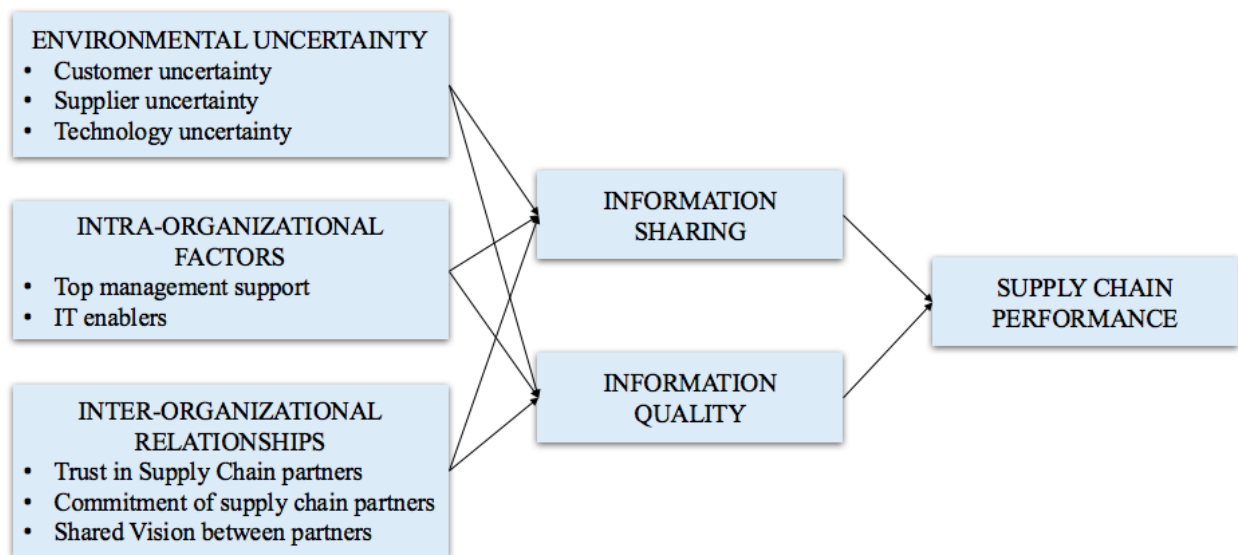 ENVIRONMENTAL UNCERTAINTY
• Customer uncertainty
• Supplier uncertainty
• Technology uncertainty
INTRA-ORGANIZATIONAL
FACTORS
• Top management support
• IT enablers
INTER-ORGANIZATIONAL
RELATIONSHIPS
• Trust in Supply Chain partners
• Commitment of supply chain partners
• Shared Vision between partners
INFORMATION
SHARING
INFORMATION
QUALITY
SUPPLY CHAIN
PERFORMANCE